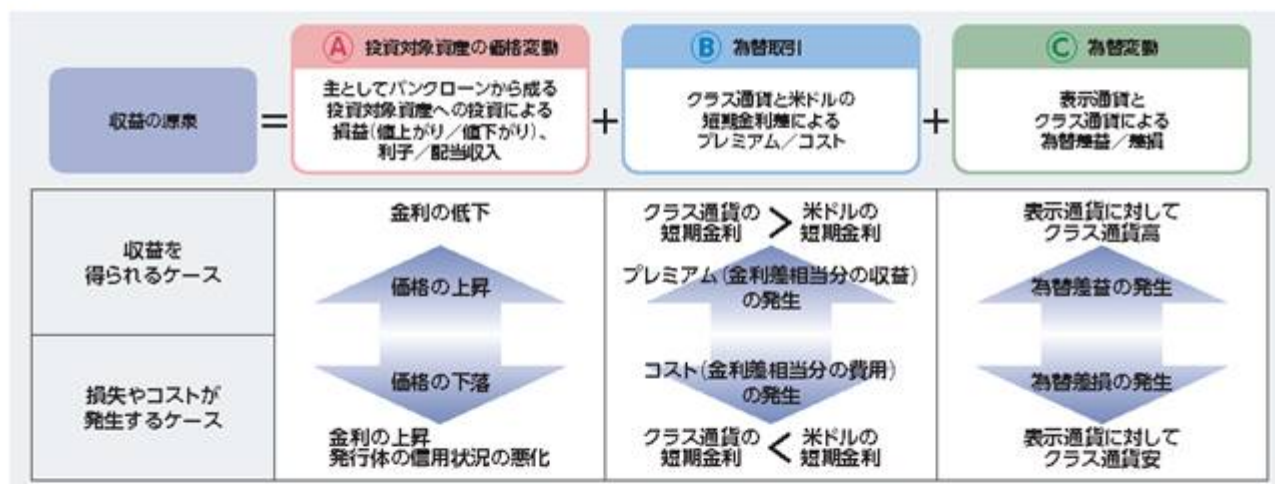 収益の源泉
=
A 投資対象資産の価格変動
主としてバンクローンから成る
投資対象資産への投資による
損益(値上がり/値下がり)、
利子/配当収入
+
B 為替取引
クラス通貨と米ドルの
短期金利差による
プレミアム/コスト
+
C 為替変動
表示通貨と
クラス通貨による
為替差益/差損
収益を
得られるケース
金利の低下
価格の上昇
クラス通貨の
短期金利
>
米ドルの
短期金利
プレミアム(金利差相当分の収益)
の発生
表示通貨に対して
クラス通貨高
為替差益の発生
損失やコストが
発生するケース
価格の下落
金利の上昇
発行体の信用状況の悪化
コスト(金利差相当分の費用)
の発生
クラス通貨の
短期金利
<
米ドルの
短期金利
為替差損の発生
表示通貨に対して
クラス通貨安